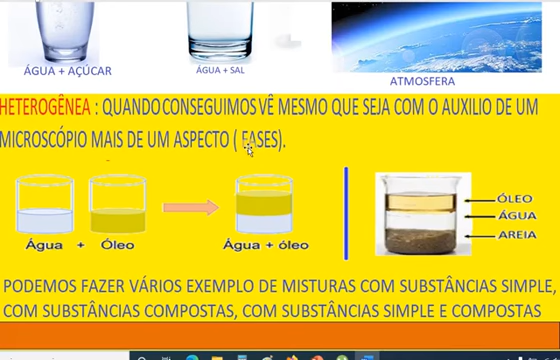 ÁGUA + AÇÚCAR
ÁGUA + SAL
ATMOSFERA
HETEROGÊNEA : QUANDO CONSEGUIMOS VÊ MESMO QUE SEJA COM O AUXILIO DE UM
MICROSCÓPIO MAIS DE UM ASPECTO ( FASES).
Água + Óleo
Água + óleo
ÓLEO
ÁGUA
AREIA
PODEMOS FAZER VÁRIOS EXEMPLO DE MISTURAS COM SUBSTÂNCIAS SIMPLE,
COM SUBSTÂNCIAS COMPOSTAS, COM SUBSTÂNCIAS SIMPLE E COMPOSTAS